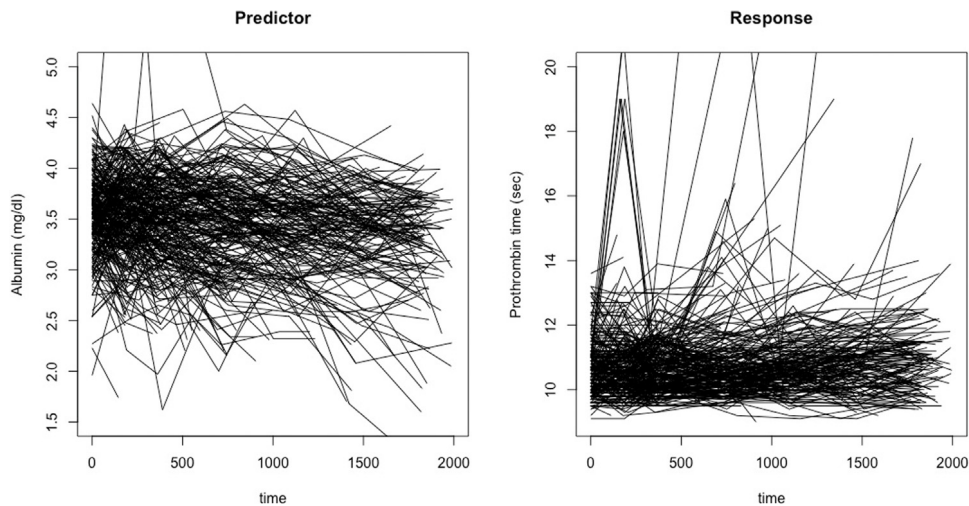 Predictor
Albumin (mg/dl)
5.0
4.5
4.0
3.5
3.0
2.5
2.0
1.5
0 500 1000 1500 2000
time
Response
Prothrombin time (sec)
20
18
16
14
12
10
0 500 1000 1500 2000
time